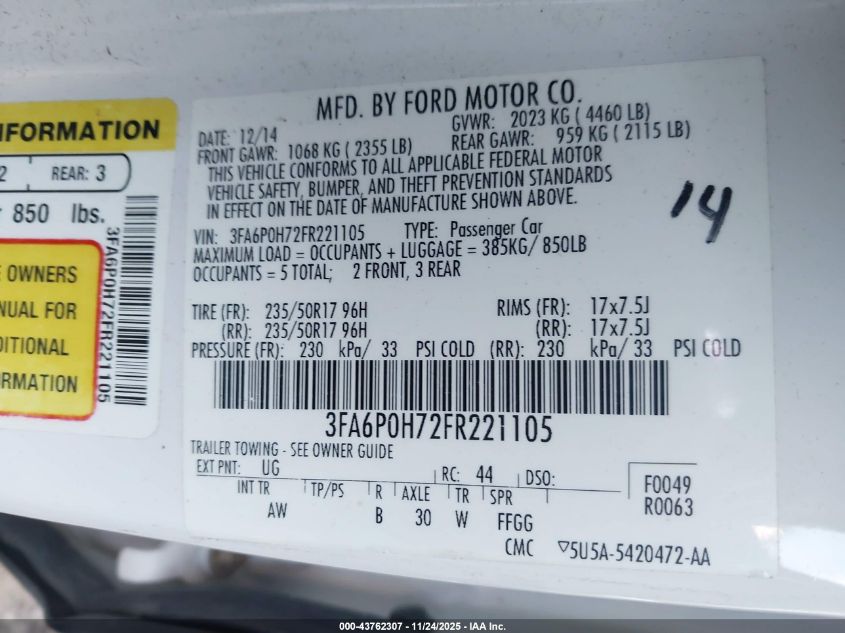 NFORMATION
2 REAR: 3
850 lbs.
3FA6P0H72FR221105
OWNERS
NUAL FOR
DITIONAL
RMATION
MFD. BY FORD MOTOR CO.
DATE: 12/14 GVWR: 2023 KG ( 4460 LB)
FRONT GAWR: 1068 KG ( 2355 LB) REAR GAWR: 959 KG ( 2115 LB)
THIS VEHICLE CONFORMS TO ALL APPLICABLE FEDERAL MOTOR
VEHICLE SAFETY, BUMPER, AND THEFT PREVENTION STANDARDS
IN EFFECT ON THE DATE OF MANUFACTURE SHOWN ABOVE.
14
VIN: 3FA6P0H72FR221105 TYPE: Passenger Car
MAXIMUM LOAD = OCCUPANTS + LUGGAGE = 385KG/ 850LB
OCCUPANTS = 5 TOTAL; 2 FRONT, 3 REAR
TIRE (FR): 235/50R17 96H RIMS (FR): 17x7.5J
(RR): 235/50R17 96H (RR): 17x7.5J
PRESSURE (FR): 230 kPa/ 33 PSI COLD (RR): 230 kPa/ 33 PSI COLD
3FA6P0H72FR221105
TRAILER TOWING - SEE OWNER GUIDE
EXT PNT: UG RC: 44 DSO:
INT TR TP/PS R AXLE TR SPR
AW B 30 W FFGG
F0049
R0063
CMC ▽5U5A-5420472-AA
000-43762307 - 11/24/2025 - IAA Inc.